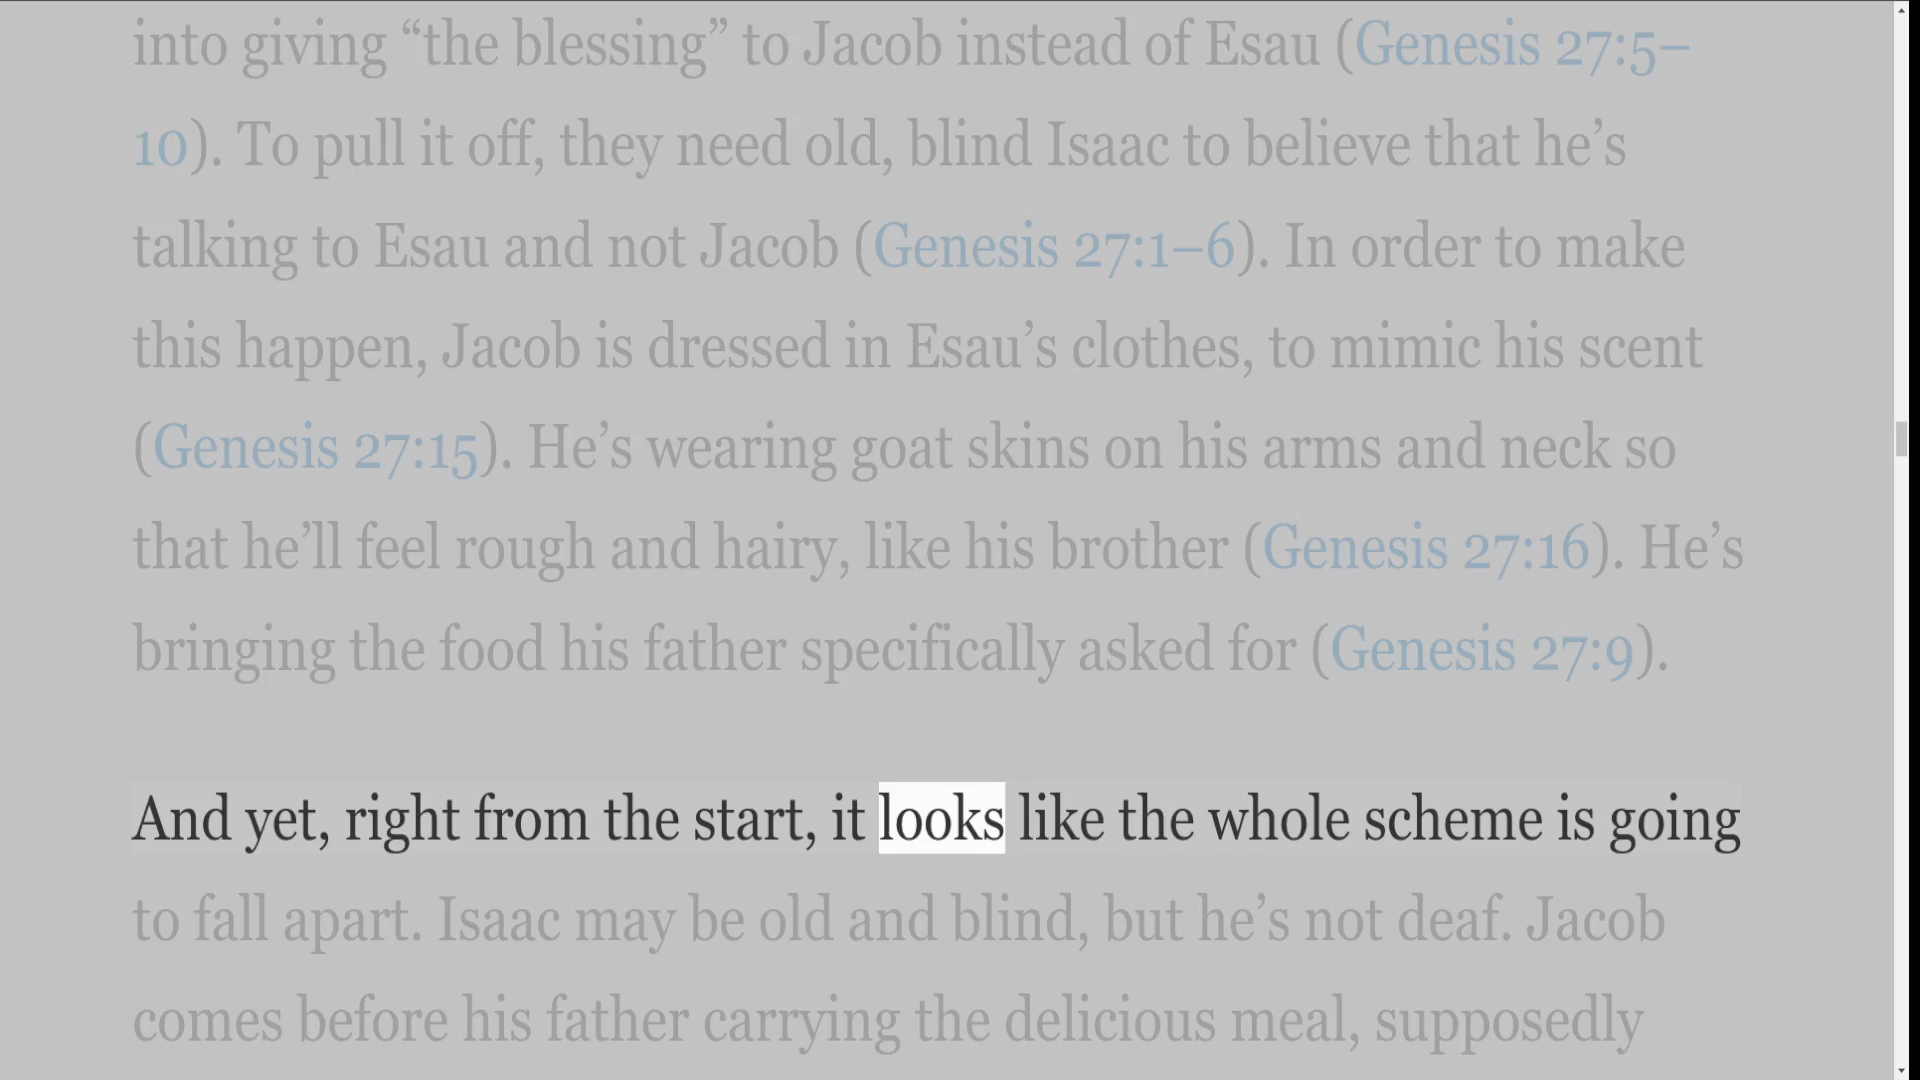 into giving “the blessing” to Jacob instead of Esau (Genesis 27:5–
10). To pull it off, they need old, blind Isaac to believe that he’s
talking to Esau and not Jacob (Genesis 27:1–6). In order to make
this happen, Jacob is dressed in Esau’s clothes, to mimic his scent
(Genesis 27:15). He’s wearing goat skins on his arms and neck so
that he’ll feel rough and hairy, like his brother (Genesis 27:16). He’s
bringing the food his father specifically asked for (Genesis 27:9).
And yet, right from the start, it looks like the whole scheme is going
to fall apart. Isaac may be old and blind, but he’s not deaf. Jacob
comes before his father carrying the delicious meal, supposedly